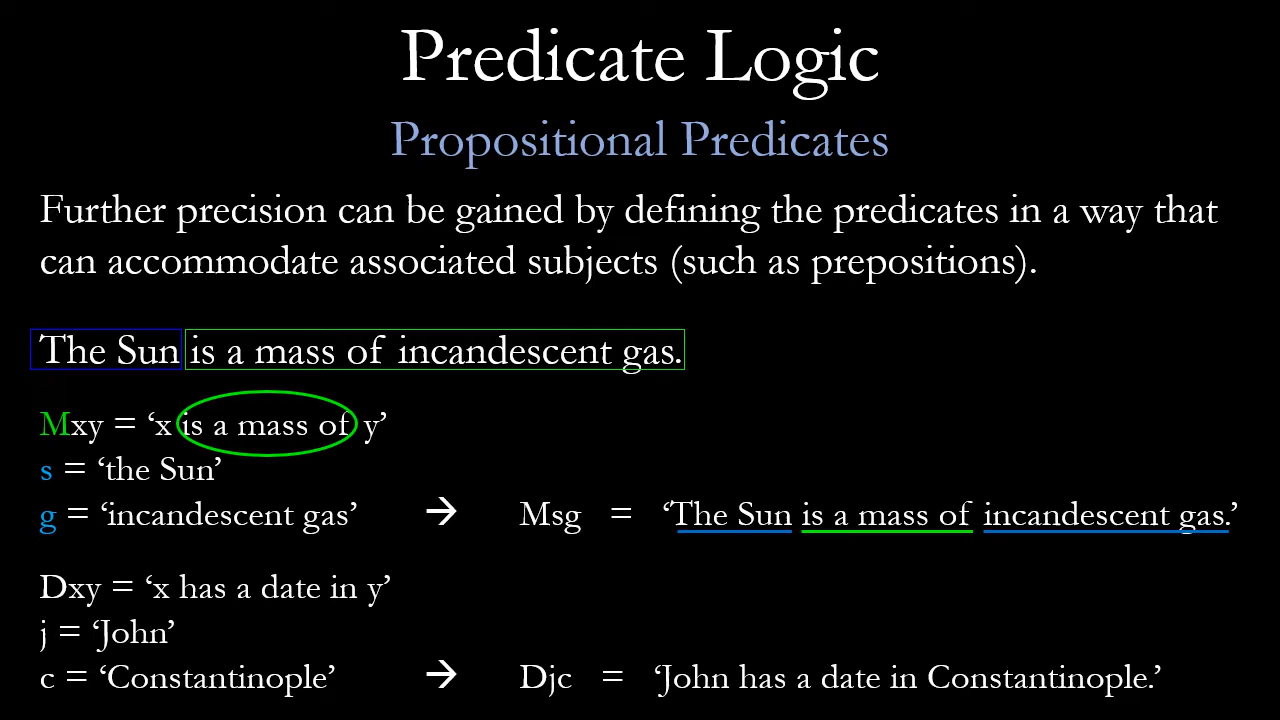 Predicate Logic
Propositional Predicates
Further precision can be gained by defining the predicates in a way that
can accommodate associated subjects (such as prepositions).
The Sun is a mass of incandescent gas.
Mxy = ‘x is a mass of y’
s = ‘the Sun’
g = ‘incandescent gas’ → Msg = ‘The Sun is a mass of incandescent gas.’
Dxy = ‘x has a date in y’
j = ‘John’
c = ‘Constantinople’ → Djc = ‘John has a date in Constantinople.’